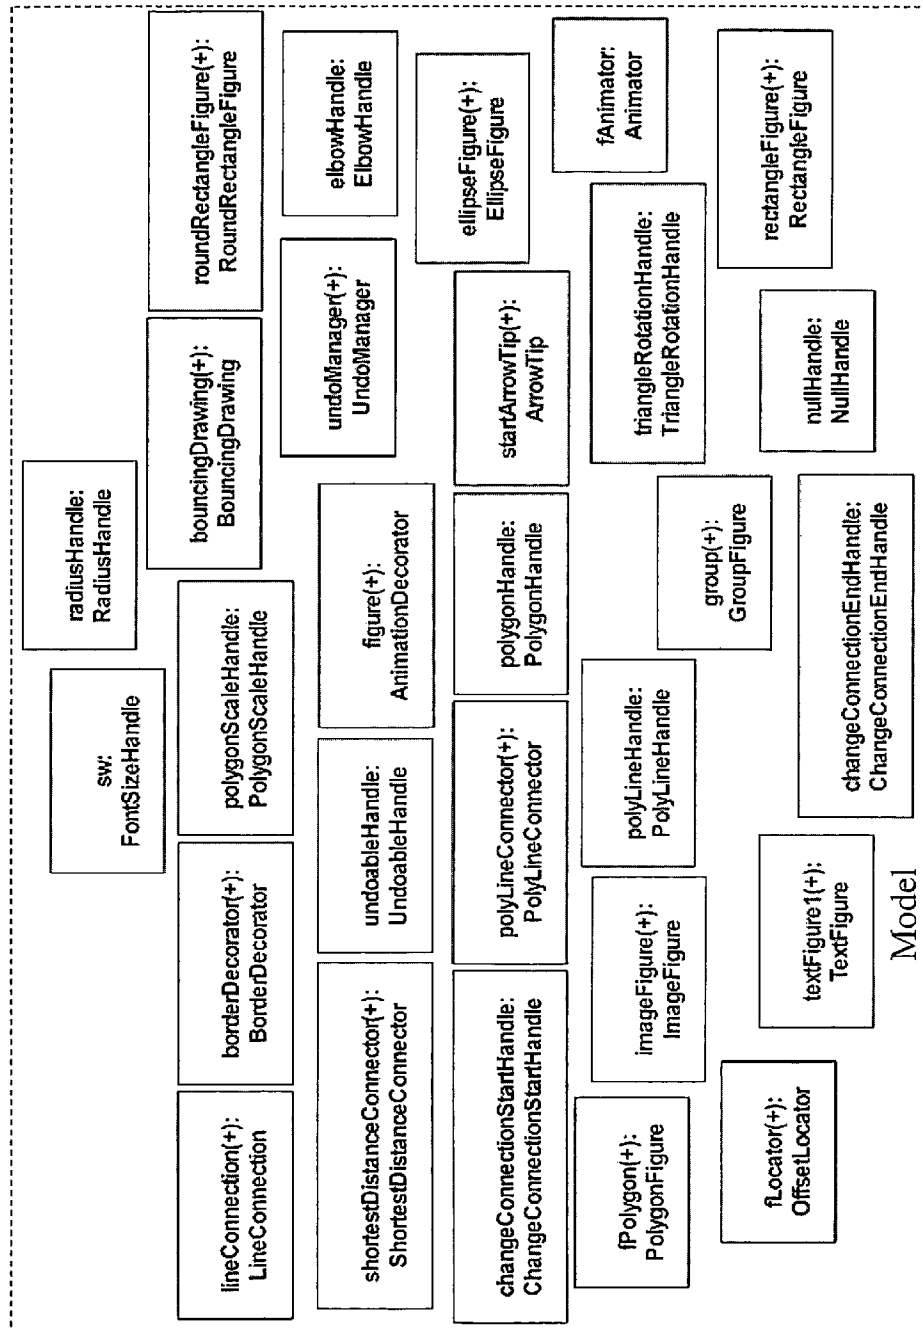 sw:
FontSizeHandle
radiusHandle:
RadiusHandle
lineConnection(+):
LineConnection
borderDecorator(+):
BorderDecorator
polygonScaleHandle:
PolygonScaleHandle
bouncingDrawing(+):
BouncingDrawing
roundRectangleFigure(+):
RoundRectangleFigure
shortestDistanceConnector(+):
ShortestDistanceConnector
undoableHandle:
UndoableHandle
figure(+):
AnimationDecorator
undoManager(+):
UndoManager
elbowHandle:
ElbowHandle
changeConnectionStartHandle:
ChangeConnectionStartHandle
polyLineConnector(+):
PolyLineConnector
polygonHandle:
PolygonHandle
startArrowTip(+):
ArrowTip
ellipseFigure(+):
EllipseFigure
fPolygon(+):
PolygonFigure
imageFigure(+):
ImageFigure
polyLineHandle:
PolyLineHandle
group(+):
GroupFigure
triangleRotationHandle:
TriangleRotationHandle
fAnimator:
Animator
fLocator(+):
OffsetLocator
textFigure1(+):
TextFigure
changeConnectionEndHandle:
ChangeConnectionEndHandle
nullHandle:
NullHandle
rectangleFigure(+):
RectangleFigure
Model